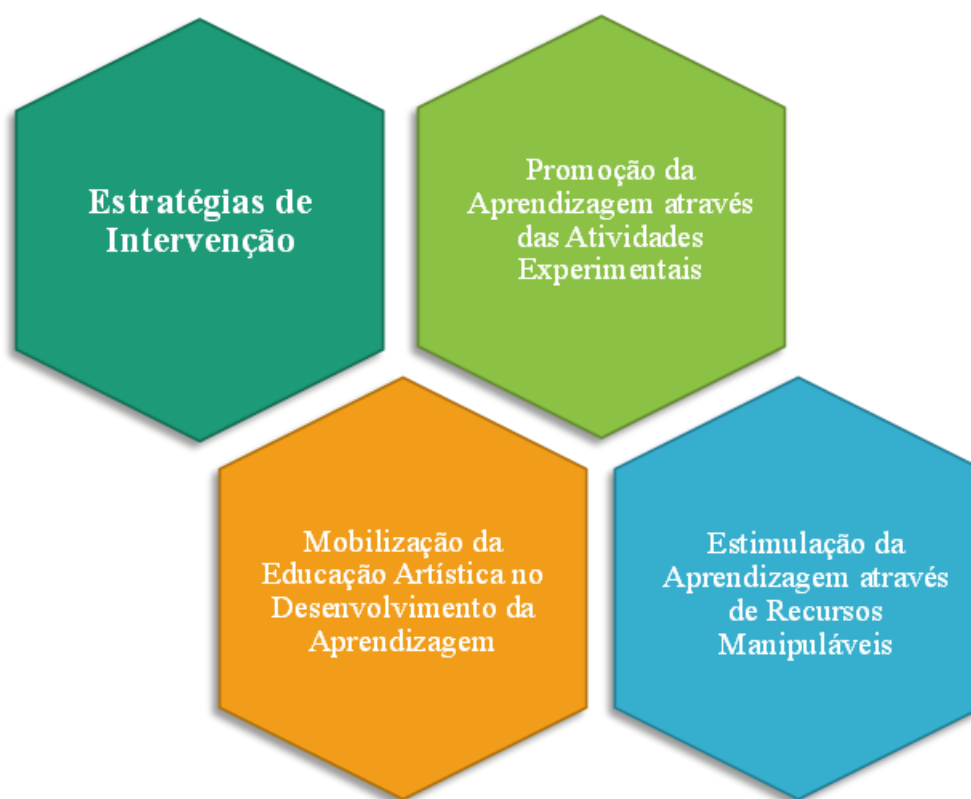 Estratégias de
Intervenção
Promoção da
Aprendizagem através
das Atividades
Experimentais
Mobilização da
Educação Artística no
Desenvolvimento da
Aprendizagem
Estimulação da
Aprendizagem através
de Recursos
Manipuláveis